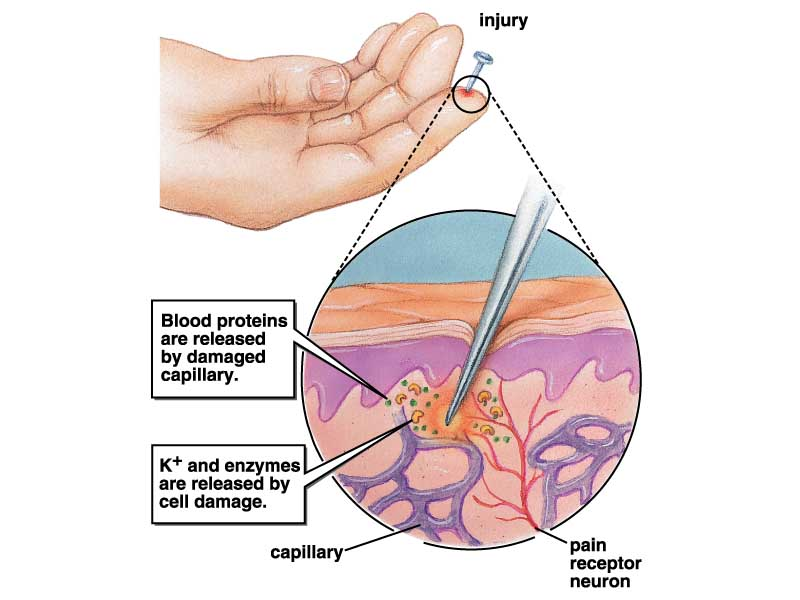 injury
Blood proteins
are released
by damaged
capillary.
K+ and enzymes
are released by
cell damage.
capillary
pain
receptor
neuron